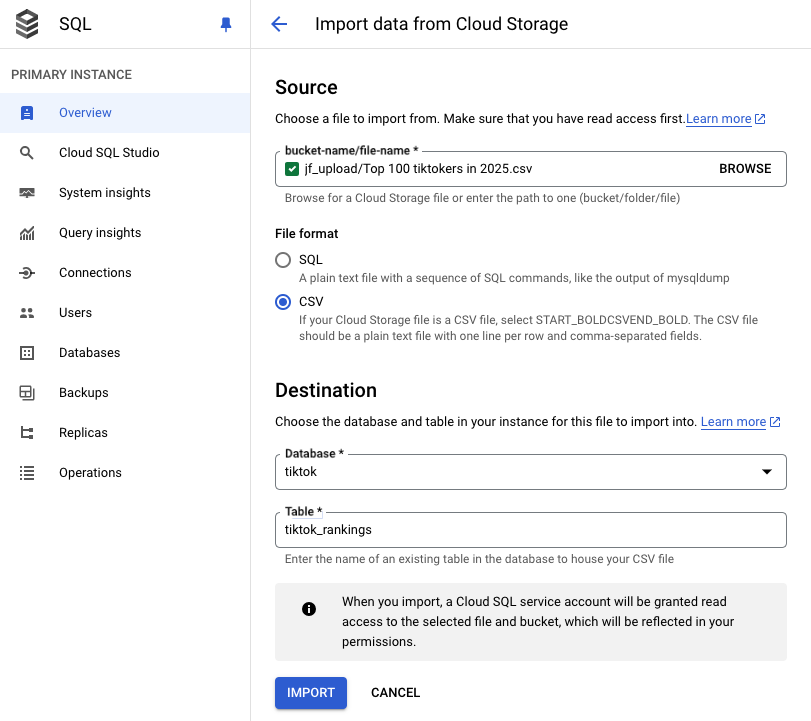 SQL
PRIMARY INSTANCE
Overview
Cloud SQL Studio
System insights
Query insights
Connections
Users
Databases
Backups
Replicas
Operations
Import data from Cloud Storage
Source
Choose a file to import from. Make sure that you have read access first.Learn more
bucket-name/file-name *
jf_upload/Top 100 tiktokers in 2025.csv
BROWSE
Browse for a Cloud Storage file or enter the path to one (bucket/folder/file)
File format
SQL
A plain text file with a sequence of SQL commands, like the output of mysqldump
CSV
If your Cloud Storage file is a CSV file, select START_BOLDCSVEND_BOLD. The CSV file
should be a plain text file with one line per row and comma-separated fields.
Destination
Choose the database and table in your instance for this file to import into. Learn more
Database *
tiktok
Table *
tiktok_rankings
Enter the name of an existing table in the database to house your CSV file
When you import, a Cloud SQL service account will be granted read
access to the selected file and bucket, which will be reflected in your
permissions.
IMPORT
CANCEL